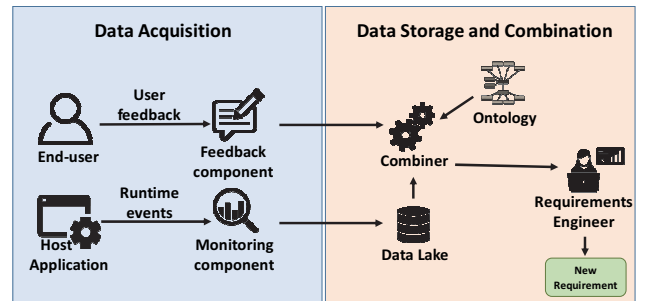 Data Acquisition
Data Storage and Combination
User
feedback
End-user
Feedback
component
Ontology
Combiner
Runtime
events
Host
Application
Monitoring
component
Data Lake
Requirements
Engineer
New
Requirement